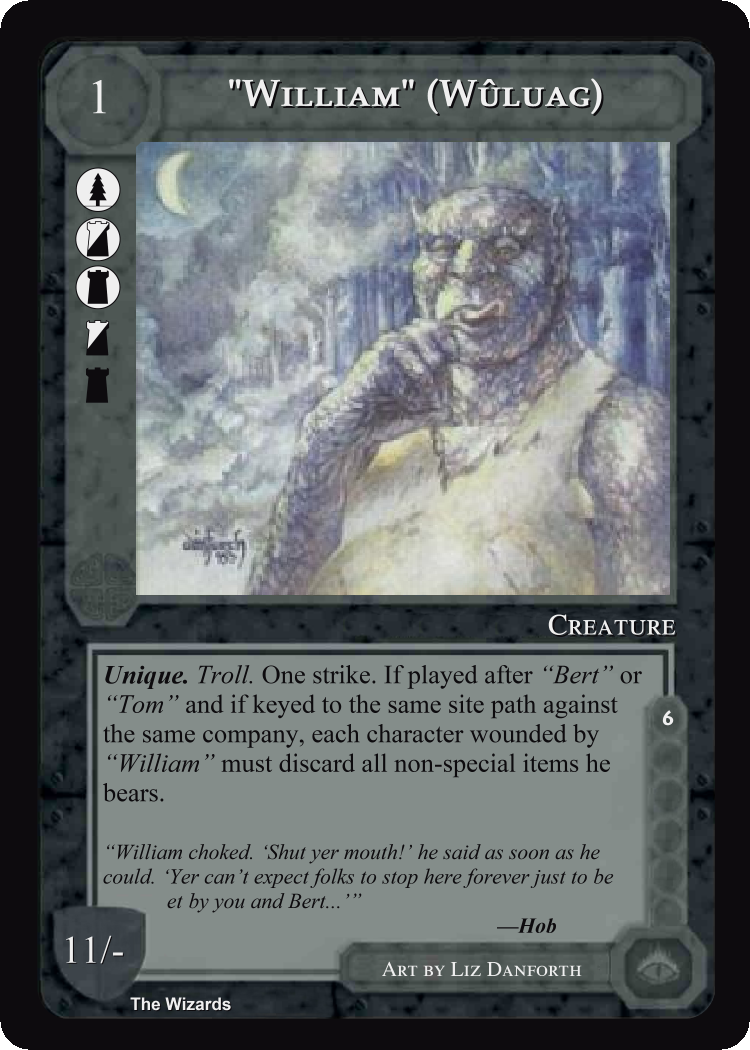 1
"William" (Wûluag)
danforth
Creature
Unique. Troll. One strike. If played after “Bert” or
“Tom” and if keyed to the same site path against
the same company, each character wounded by
“William” must discard all non-special items he
bears.
6
“William choked. ‘Shut yer mouth!’ he said as soon as he
could. ‘Yer can’t expect folks to stop here forever just to be
et by you and Bert...’”
—Hob
11/-
Art by Liz Danforth
The Wizards